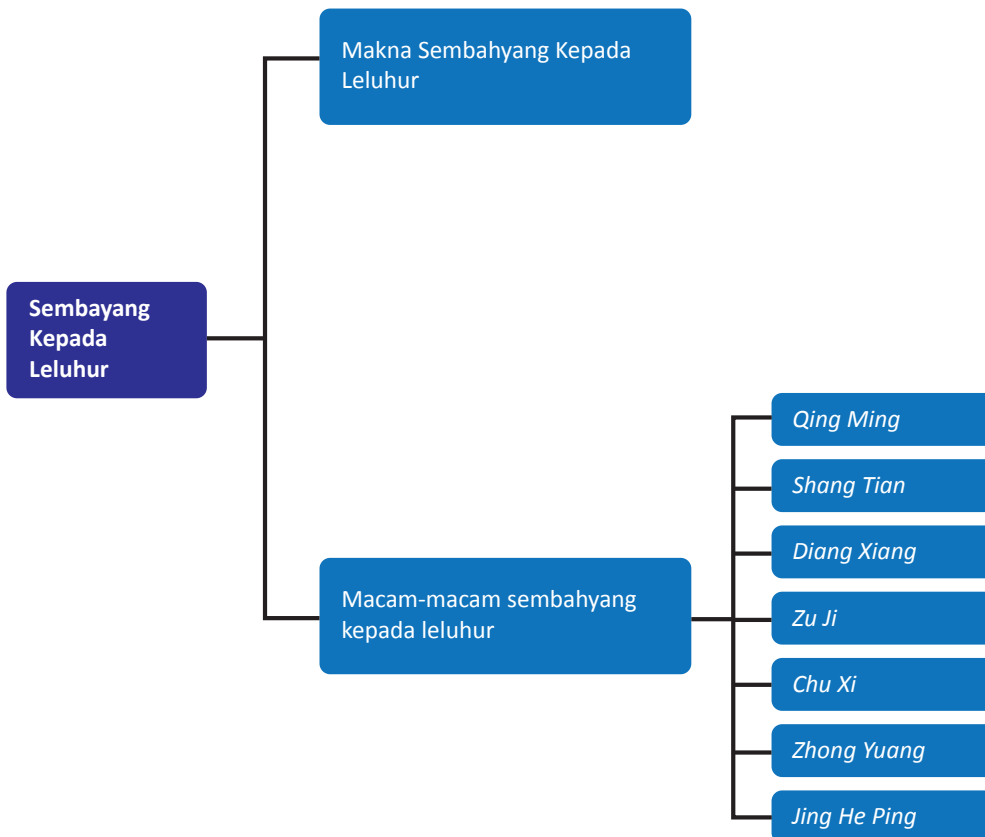 Makna Sembahyang Kepada
Leluhur
Sembayang
Kepada
Leluhur
Macam-macam sembahyang
kepada leluhur
Qing Ming
Shang Tian
Diang Xiang
Zu Ji
Chu Xi
Zhong Yuang
Jing He Ping